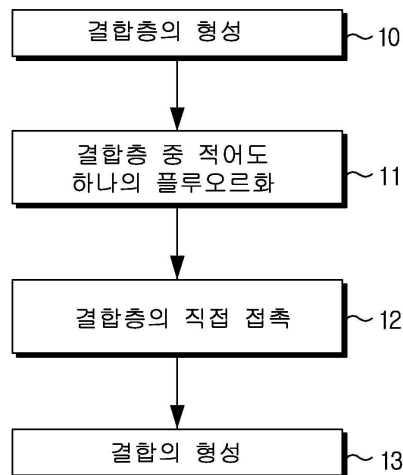 결합층의 형성
10
결합층 중 적어도
하나의 플루오르화
11
결합층의 직접 접촉
12
결합의 형성
13